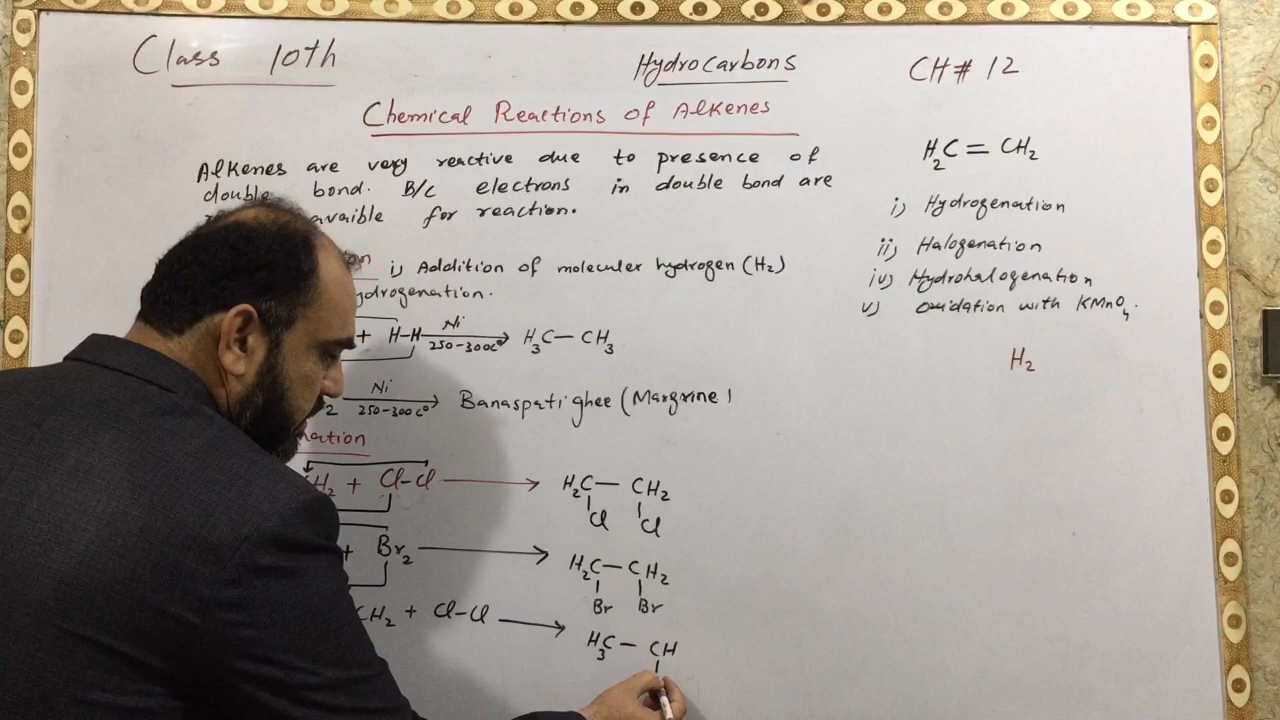 Class 10th
Hydrocarbons
CH# 12
Chemical Reactions of Alkenes
Alkenes are very reactive due to presence of
double bond. B/C electrons in double bond are
avaible for reaction.
i) Addition of moleculer hydrogen (H2)
ydrogenation.
+ H-H Ni 250-300C° → H3C-CH3
2 Ni 250-300C° → Banaspati ghee (Margrine)
nation
H2 + Cl-Cl → H2C-CH2
Cl Cl
+ Br2 → H2C-CH2
Br Br
CH2 + Cl-Cl → H3C-CH
H2C=CH2
i) Hydrogenation
ii) Halogenation
iv) Hydrohalogenation
v) Oxidation with KMnO4.
H2